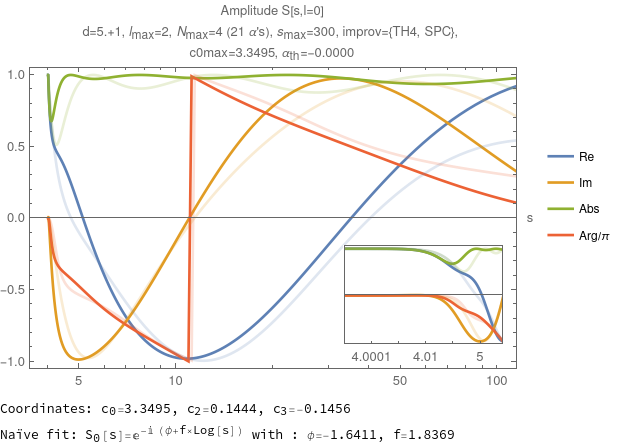 Amplitude S[s,l=0]
d=5.+1, lmax=2, Nmax=4 (21 α's), smax=300, improv={TH4, SPC},
c0max=3.3495, αth=-0.0000
1.0
0.5
0.0
-0.5
-1.0
5
10
50
100
s
Re
Im
Abs
Arg/π
4.0001
4.01
5
Coordinates: c0=3.3495, c2=0.1444, c3=-0.1456
Naïve fit: S0[s]=e^-i (ϕ+f×Log[s]) with : ϕ=-1.6411, f=1.8369